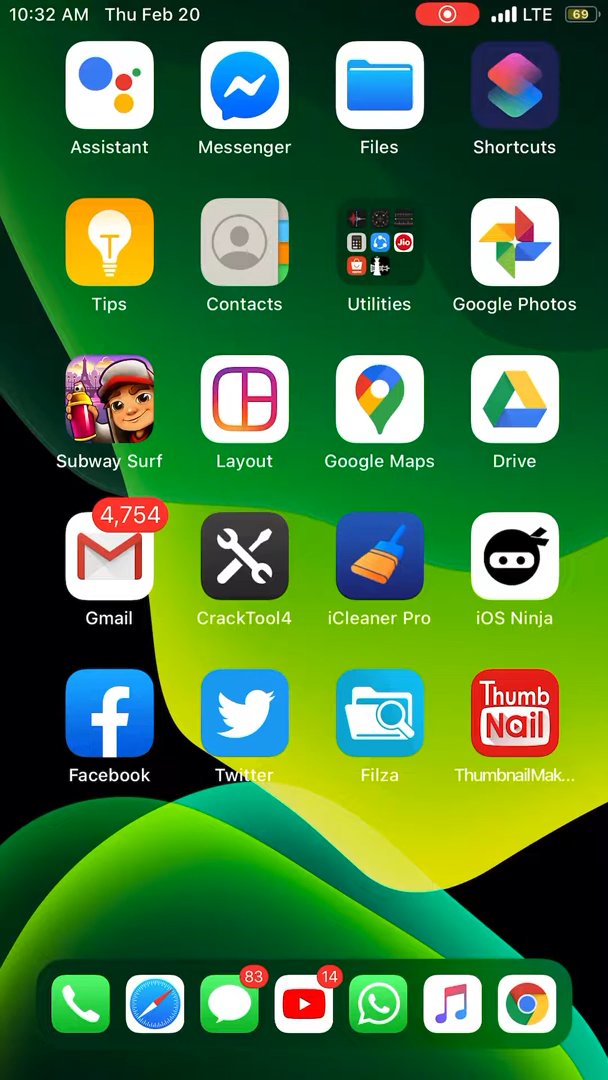 10:32 AM Thu Feb 20 LTE 69
Assistant Messenger Files Shortcuts
Tips Contacts Utilities Google Photos
Jio
Subway Surf Layout Google Maps Drive
4,754
Gmail CrackTool4 iCleaner Pro iOS Ninja
Thumb
Nail
Facebook Twitter Filza ThumbnailMak...
83 14